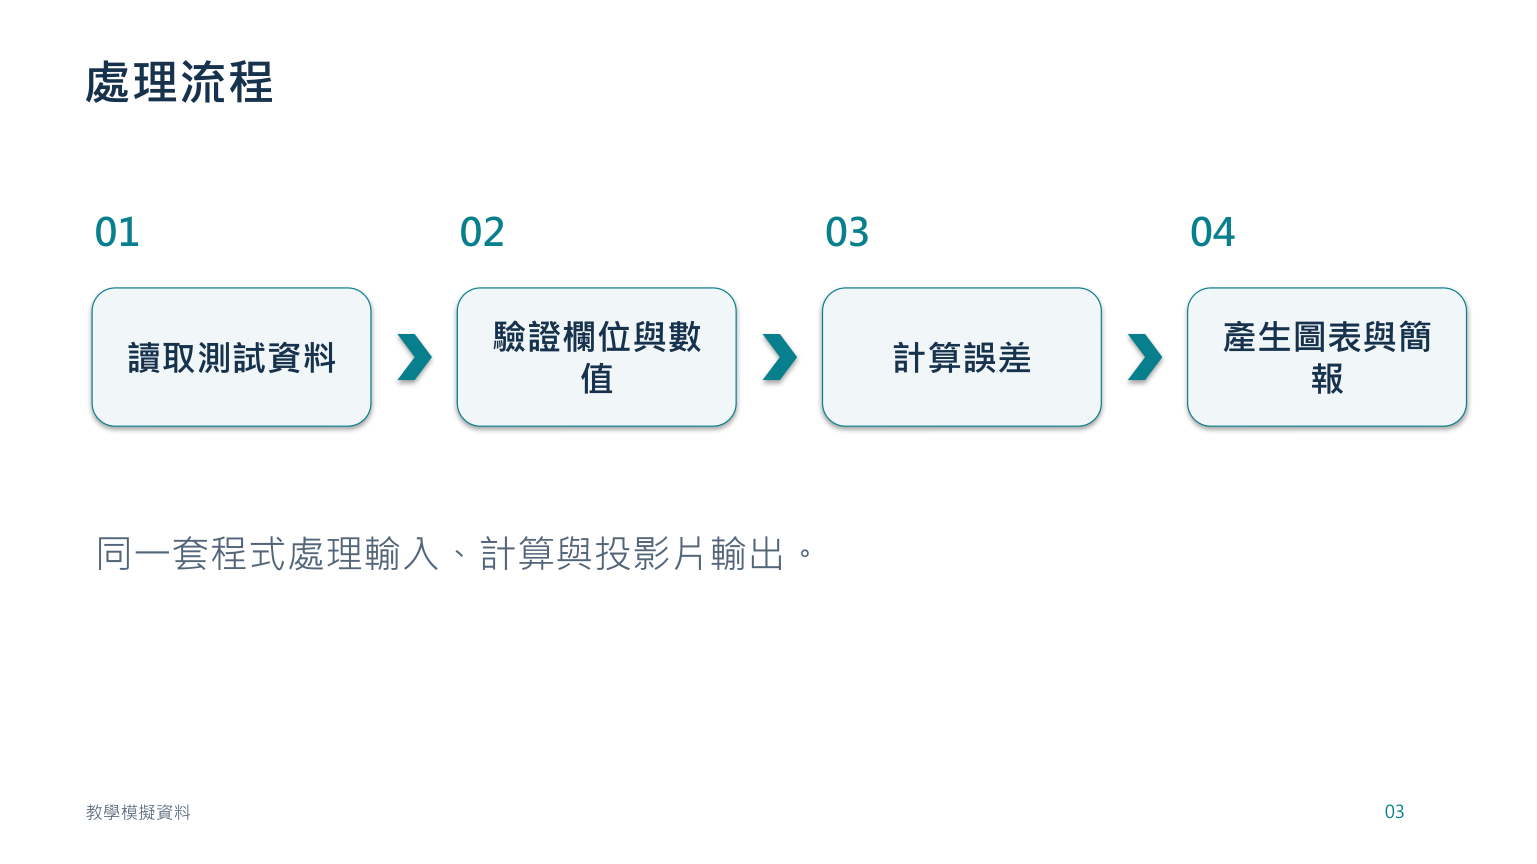 處理流程
01
02
03
04
讀取測試資料
驗證欄位與數
值
計算誤差
產生圖表與簡
報
同一套程式處理輸入、計算與投影片輸出。
教學模擬資料
03